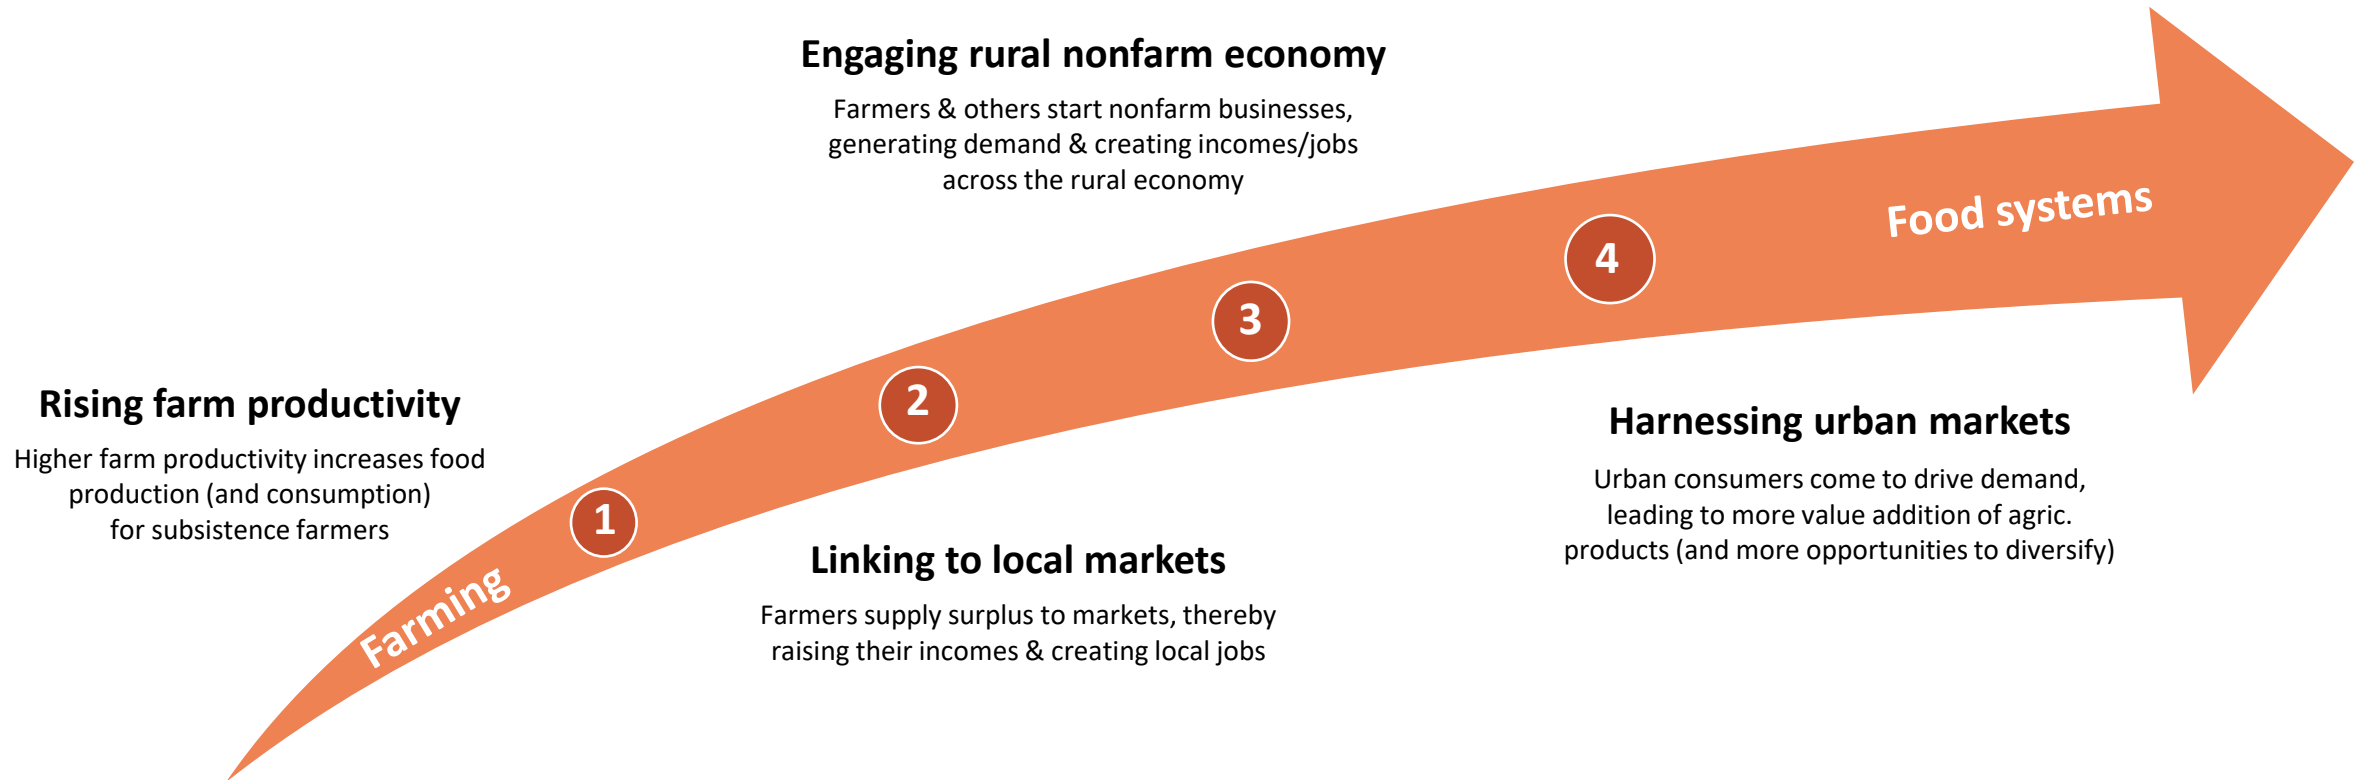 Engaging rural nonfarm economy
Farmers & others start nonfarm businesses,
generating demand & creating incomes/jobs
across the rural economy
Food systems
4
3
2
Rising farm productivity
Higher farm productivity increases food
production (and consumption)
for subsistence farmers
1
Farming
Harnessing urban markets
Urban consumers come to drive demand,
leading to more value addition of agric.
products (and more opportunities to diversify)
Linking to local markets
Farmers supply surplus to markets, thereby
raising their incomes & creating local jobs